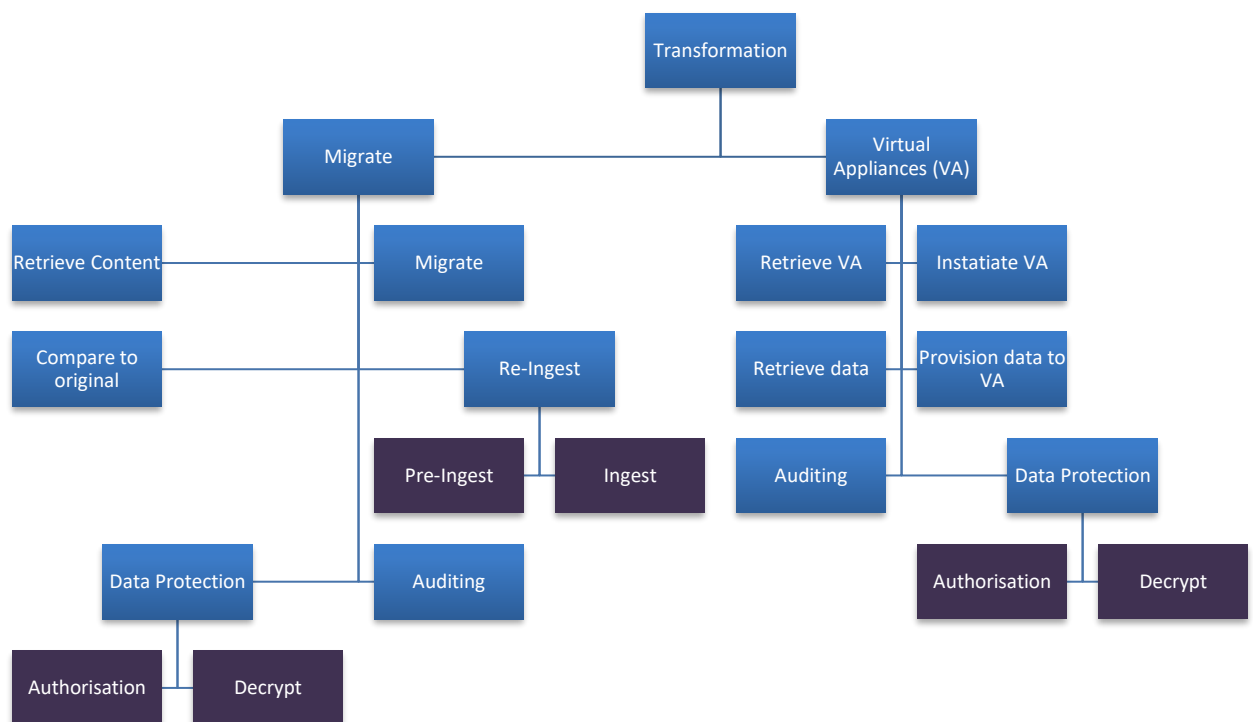 Transformation
Migrate
Virtual
Appliances (VA)
Retrieve Content
Migrate
Retrieve VA
Instatiate VA
Compare to
original
Re-Ingest
Retrieve data
Provision data to
VA
Pre-Ingest
Ingest
Auditing
Data Protection
Data Protection
Auditing
Authorisation
Decrypt
Authorisation
Decrypt